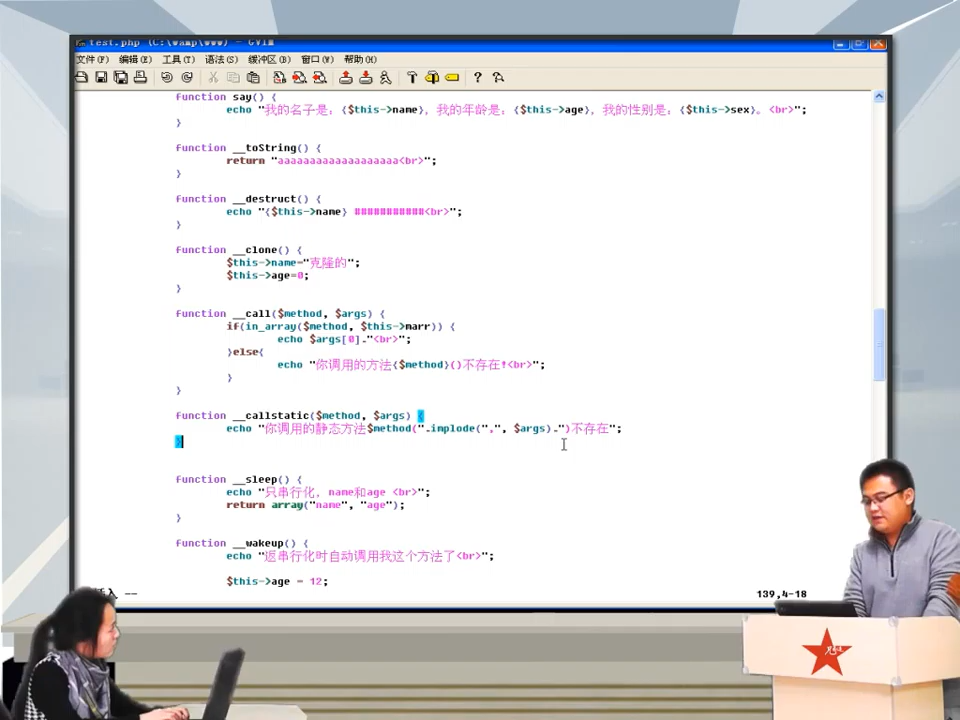 test.php (C:\wamp\www) - GVIM
文件(F) 编辑(E) 工具(T) 语法(S) 缓冲区(B) 窗口(W) 帮助(H)
function say() {
echo "我的名子是：{$this->name}，我的年龄是：{$this->age}，我的性别是：{$this->sex}。<br>";
}
function __toString() {
return "aaaaaaaaaaaaaaaaaaa<br>";
}
function __destruct() {
echo "{$this->name} ###########<br>";
}
function __clone() {
$this->name="克隆的";
$this->age=0;
}
function __call($method, $args) {
if(in_array($method, $this->marr)) {
echo $args[0]."<br>";
}else{
echo "你调用的方法{$method}()不存在!<br>";
}
}
function __callstatic($method, $args) {
echo "你调用的静态方法$method(".implode(",", $args).")不存在";
}
function __sleep() {
echo "只串行化，name和age <br>";
return array("name", "age");
}
function __wakeup() {
echo "返串行化时自动调用我这个方法了<br>";
$this->age = 12;
入 --
139,4-18